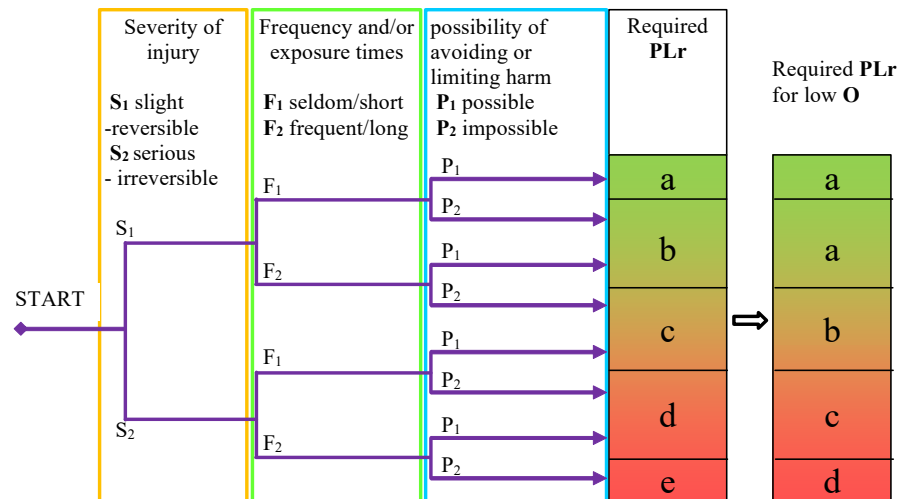 Severity of
injury
S1 slight
-reversible
S2 serious
- irreversible
Frequency and/or
exposure times
F1 seldom/short
F2 frequent/long
possibility of
avoiding or
limiting harm
P1 possible
P2 impossible
Required
PLr
Required PLr
for low O
START
S1
S2
F1
F2
F1
F2
P1
P2
P1
P2
P1
P2
P1
P2
a
b
c
d
e
a
a
b
c
d